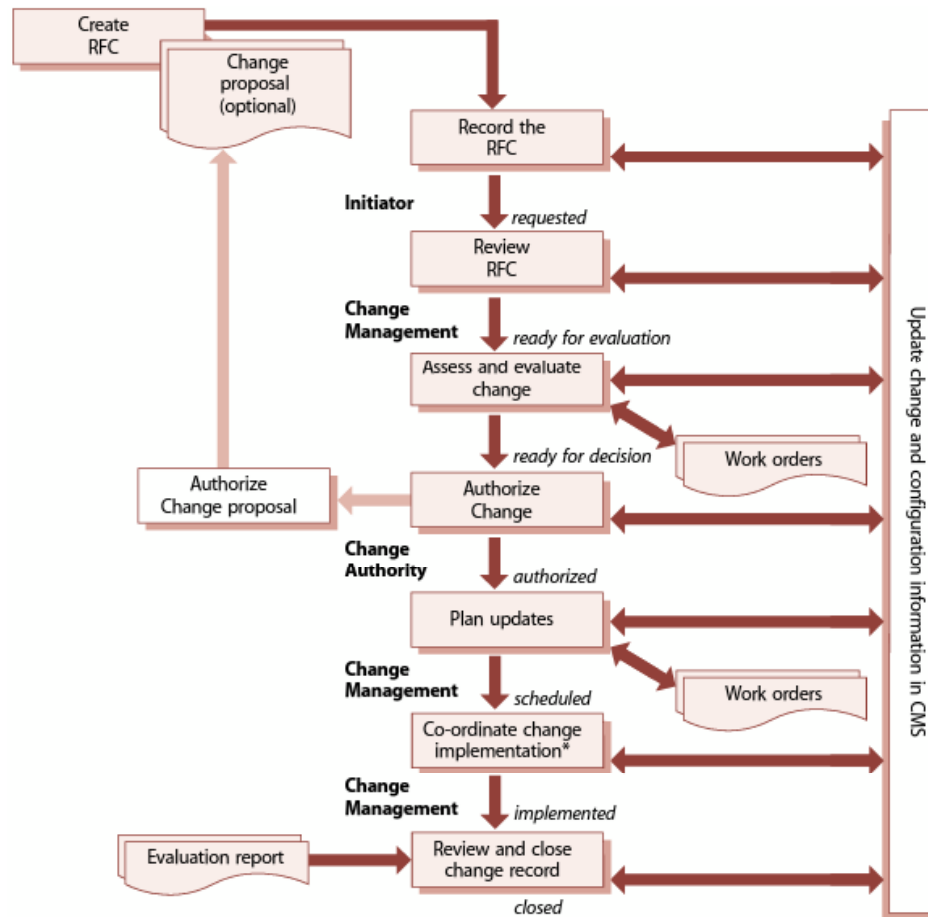 Create
RFC
Change
proposal
(optional)
Record the
RFC
Initiator
requested
Review
RFC
Change
Management
ready for evaluation
Assess and evaluate
change
Work orders
ready for decision
Authorize
Change proposal
Authorize
Change
Change
Authority
authorized
Plan updates
Work orders
Change
Management
scheduled
Co-ordinate change
implementation*
Change
Management
implemented
Evaluation report
Review and close
change record
closed
Update change and configuration information in CMS